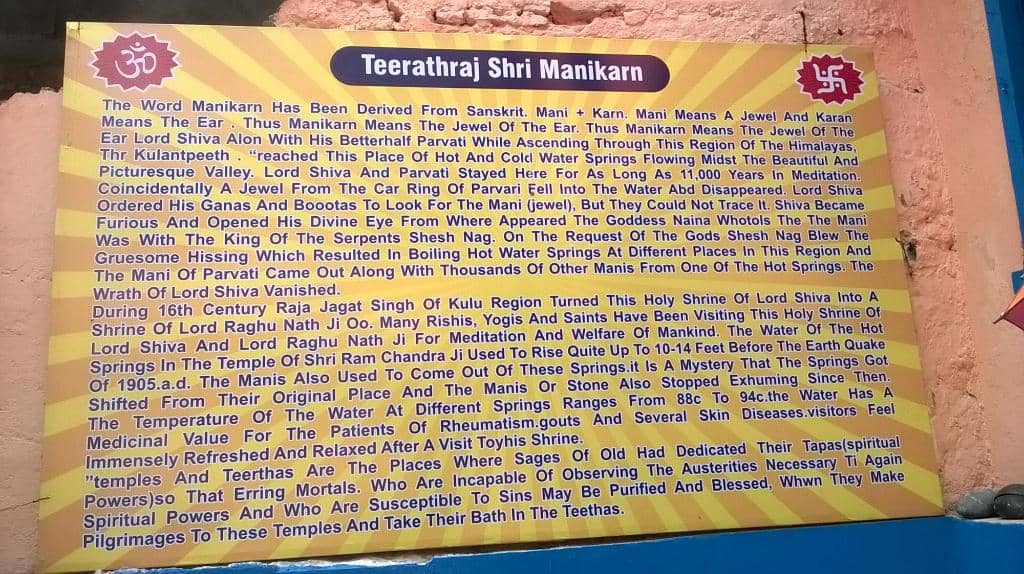 ॐ
Teerathraj Shri Manikarn
卐
The Word Manikarn Has Been Derived From Sanskrit. Mani + Karn. Mani Means A Jewel And Karan
Means The Ear . Thus Manikarn Means The Jewel Of The Ear. Thus Manikarn Means The Jewel Of The
Ear Lord Shiva Alon With His Betterhalf Parvati While Ascending Through This Region Of The Himalayas,
Thr Kulantpeeth . "reached This Place Of Hot And Cold Water Springs Flowing Midst The Beautiful And
Picturesque Valley. Lord Shiva And Parvati Stayed Here For As Long As 11,000 Years In Meditation.
Coincidentally A Jewel From The Car Ring Of Parvari Fell Into The Water Abd Disappeared. Lord Shiva
Ordered His Ganas And Boootas To Look For The Mani (jewel), But They Could Not Trace It. Shiva Became
Furious And Opened His Divine Eye From Where Appeared The Goddess Naina Whotols The The Mani
Was With The King Of The Serpents Shesh Nag. On The Request Of The Gods Shesh Nag Blew The
Gruesome Hissing Which Resulted In Boiling Hot Water Springs At Different Places In This Region And
The Mani Of Parvati Came Out Along With Thousands Of Other Manis From One Of The Hot Springs. The
Wrath Of Lord Shiva Vanished.
During 16th Century Raja Jagat Singh Of Kulu Region Turned This Holy Shrine Of Lord Shiva Into A
Shrine Of Lord Raghu Nath Ji Oo. Many Rishis, Yogis And Saints Have Been Visiting This Holy Shrine Of
Lord Shiva And Lord Raghu Nath Ji For Meditation And Welfare Of Mankind. The Water Of The Hot
Springs In The Temple Of Shri Ram Chandra Ji Used To Rise Quite Up To 10-14 Feet Before The Earth Quake
Of 1905.a.d. The Manis Also Used To Come Out Of These Springs.it Is A Mystery That The Springs Got
Shifted From Their Original Place And The Manis Or Stone Also Stopped Exhuming Since Then.
The Temperature Of The Water At Different Springs Ranges From 88c To 94c.the Water Has A
Medicinal Value For The Patients Of Rheumatism.gouts And Several Skin Diseases.visitors Feel
Immensely Refreshed And Relaxed After A Visit Toyhis Shrine.
"temples And Teerthas Are The Places Where Sages Of Old Had Dedicated Their Tapas(spiritual
Powers)so That Erring Mortals. Who Are Incapable Of Observing The Austerities Necessary Ti Again
Spiritual Powers And Who Are Susceptible To Sins May Be Purified And Blessed, Whwn They Make
Pilgrimages To These Temples And Take Their Bath In The Teethas.